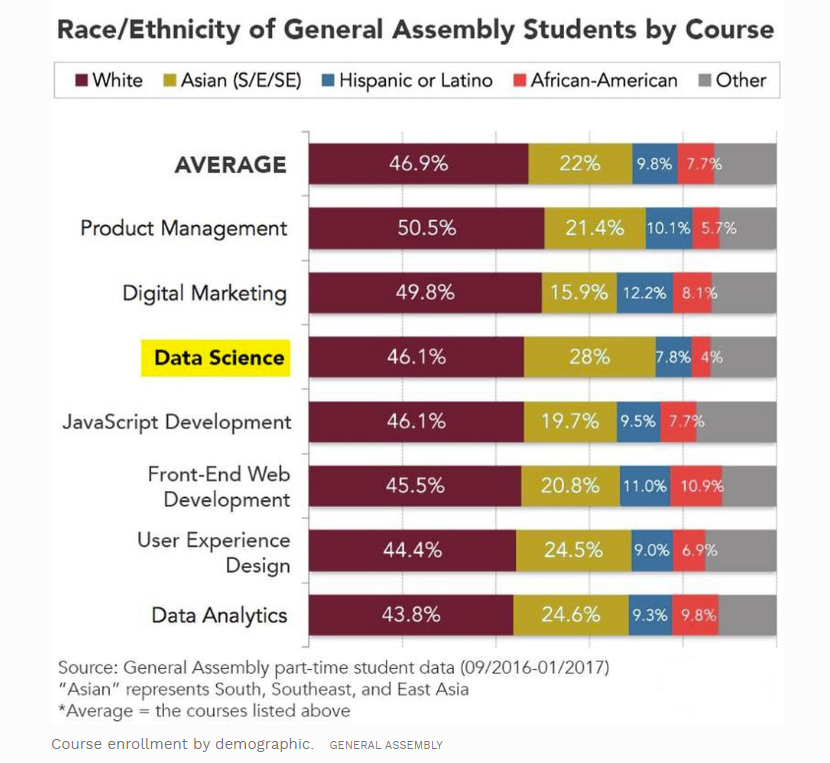 Race/Ethnicity of General Assembly Students by Course
White Asian (S/E/SE) Hispanic or Latino African-American Other
AVERAGE 46.9% 22% 9.8% 7.7%
Product Management 50.5% 21.4% 10.1% 5.7%
Digital Marketing 49.8% 15.9% 12.2% 8.1%
Data Science 46.1% 28% 7.8% 4%
JavaScript Development 46.1% 19.7% 9.5% 7.7%
Front-End Web
Development 45.5% 20.8% 11.0% 10.9%
User Experience
Design 44.4% 24.5% 9.0% 6.9%
Data Analytics 43.8% 24.6% 9.3% 9.8%
Source: General Assembly part-time student data (09/2016-01/2017)
"Asian" represents South, Southeast, and East Asia
*Average = the courses listed above
Course enrollment by demographic. GENERAL ASSEMBLY